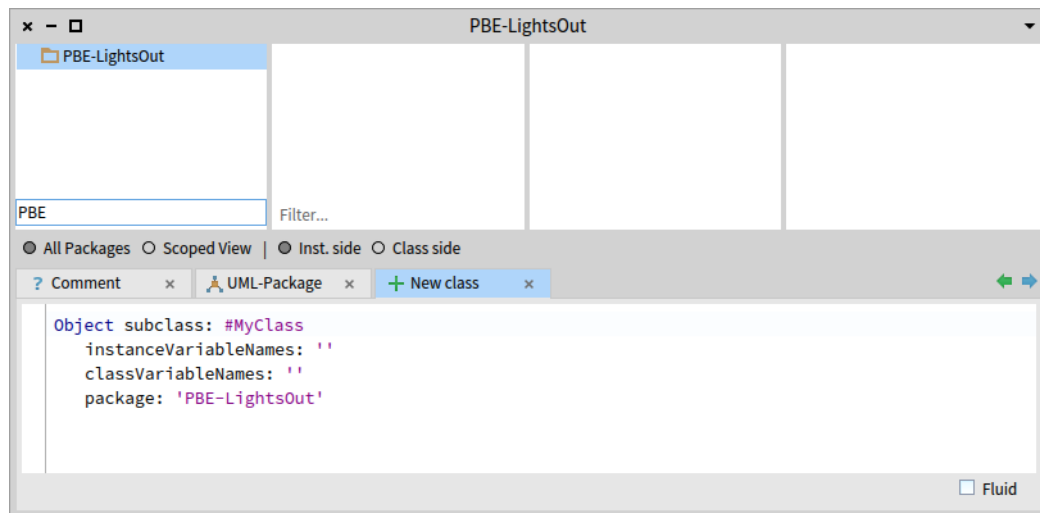 PBE-LightsOut
PBE-LightsOut
PBE
Filter...
All Packages Scoped View | Inst. side Class side
? Comment × UML-Package × New class ×
Object subclass: #MyClass
instanceVariableNames: ''
classVariableNames: ''
package: 'PBE-LightsOut'
Fluid